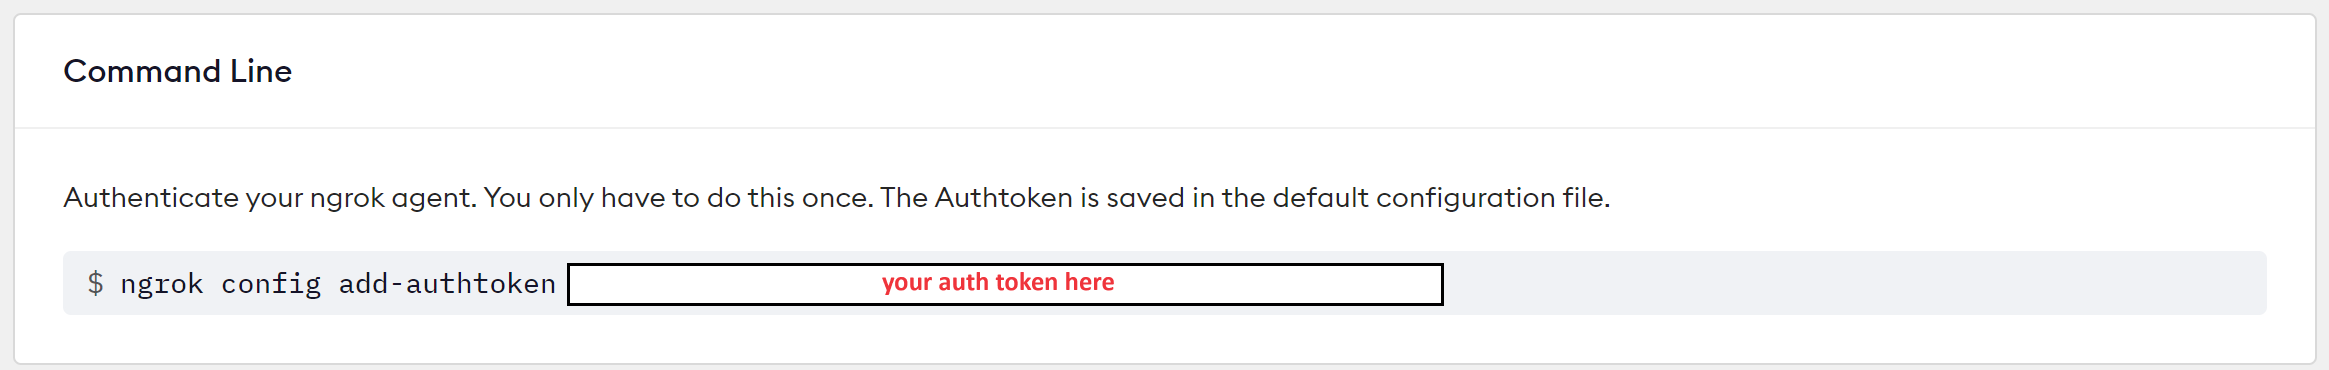 Command Line
Authenticate your ngrok agent. You only have to do this once. The Authtoken is saved in the default configuration file.
$ ngrok config add-authtoken your auth token here